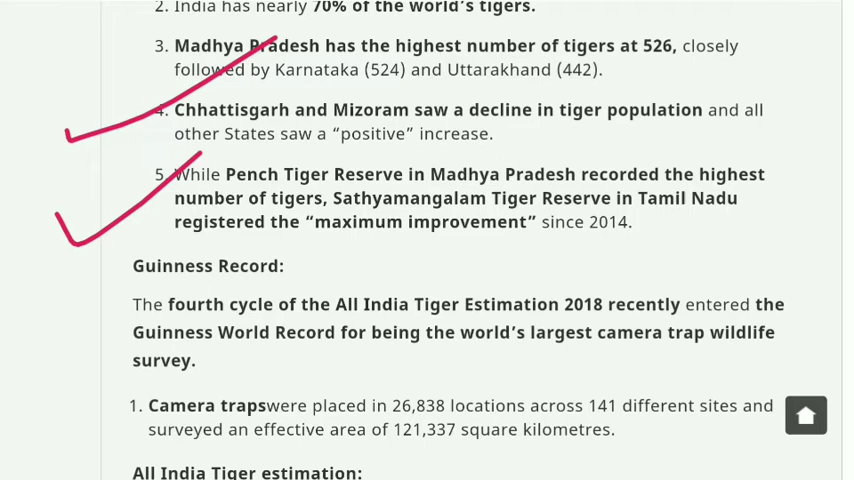 2. India has nearly 70% of the world's tigers.
3. Madhya Pradesh has the highest number of tigers at 526, closely
followed by Karnataka (524) and Uttarakhand (442).
4. Chhattisgarh and Mizoram saw a decline in tiger population and all
other States saw a “positive” increase.
5. While Pench Tiger Reserve in Madhya Pradesh recorded the highest
number of tigers, Sathyamangalam Tiger Reserve in Tamil Nadu
registered the “maximum improvement” since 2014.
Guinness Record:
The fourth cycle of the All India Tiger Estimation 2018 recently entered the
Guinness World Record for being the world's largest camera trap wildlife
survey.
1. Camera trapswere placed in 26,838 locations across 141 different sites and
surveyed an effective area of 121,337 square kilometres.
All India Tiger estimation: